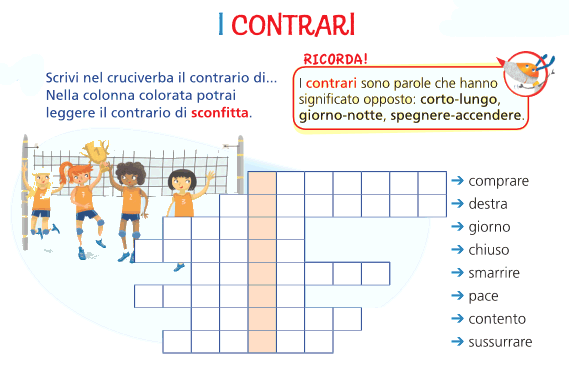 I CONTRARI
Scrivi nel cruciverba il contrario di...
Nella colonna colorata potrai
leggere il contrario di sconfitta.
RICORDA!
I contrari sono parole che hanno
significato opposto: corto-lungo,
giorno-notte, spegnere-accendere.
➔ comprare
➔ destra
➔ giorno
➔ chiuso
➔ smarrire
➔ pace
➔ contento
➔ sussurrare